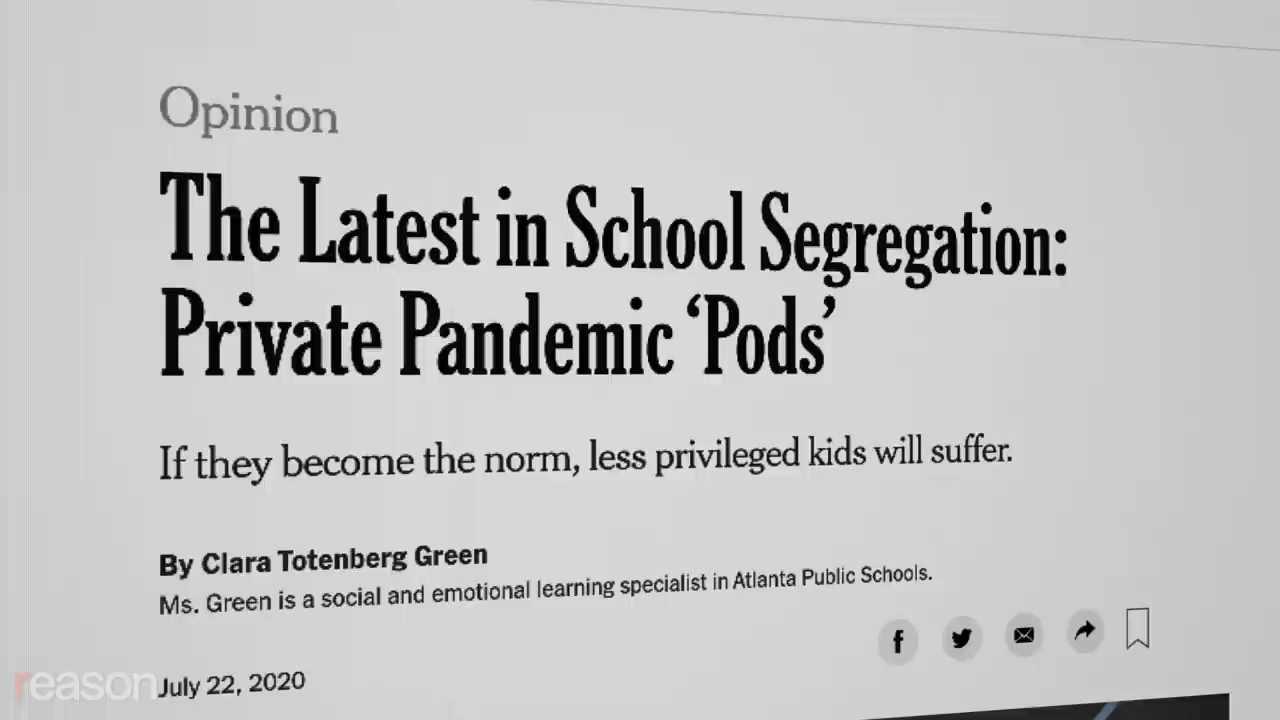 Opinion
The Latest in School Segregation:
Private Pandemic ‘Pods’
If they become the norm, less privileged kids will suffer.
By Clara Totenberg Green
Ms. Green is a social and emotional learning specialist in Atlanta Public Schools.
July 22, 2020
reason